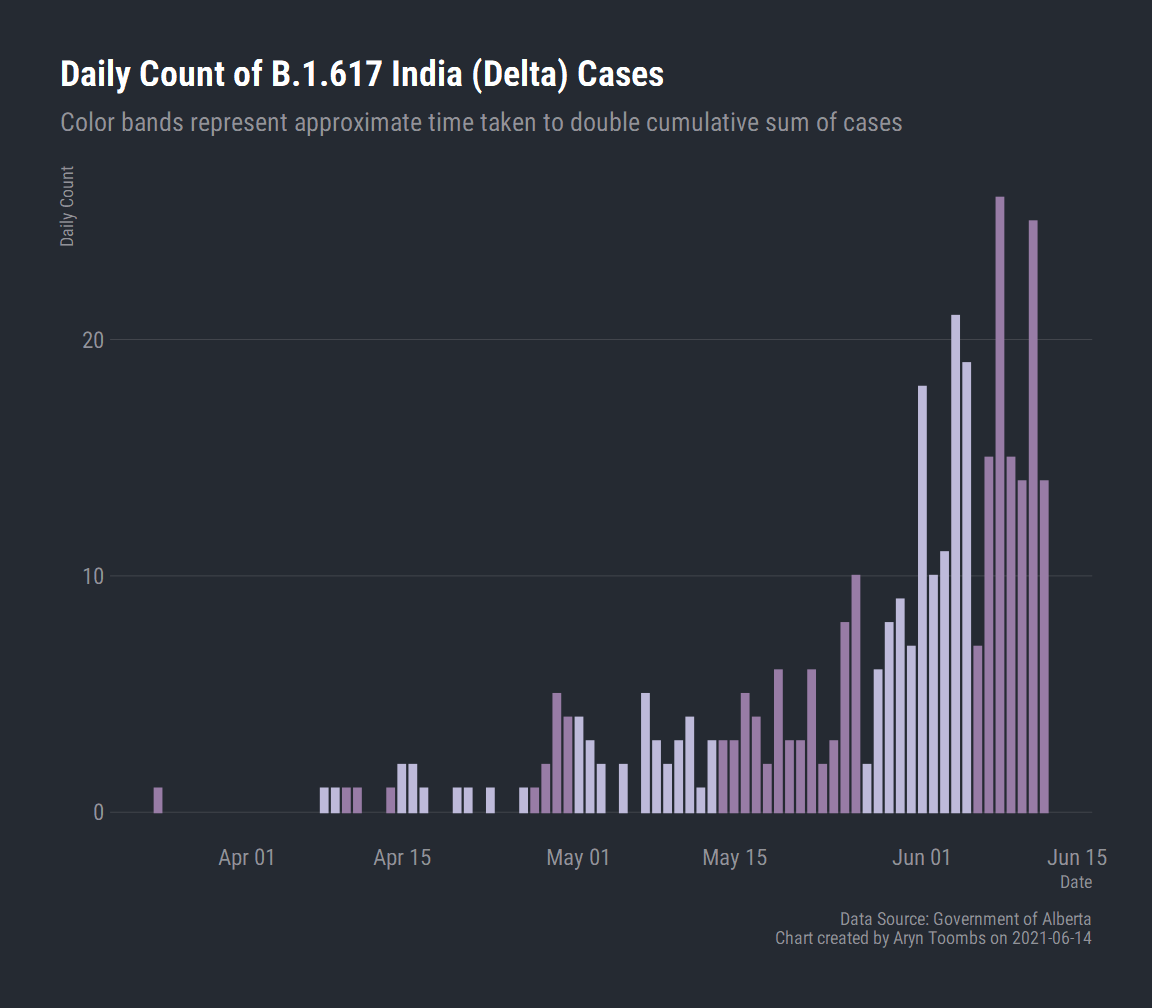 Daily Count of B.1.617 India (Delta) Cases
Color bands represent approximate time taken to double cumulative sum of cases
Daily Count
20
10
0
Apr 01 Apr 15 May 01 May 15 Jun 01 Jun 15
Date
Data Source: Government of Alberta
Chart created by Aryn Toombs on 2021-06-14